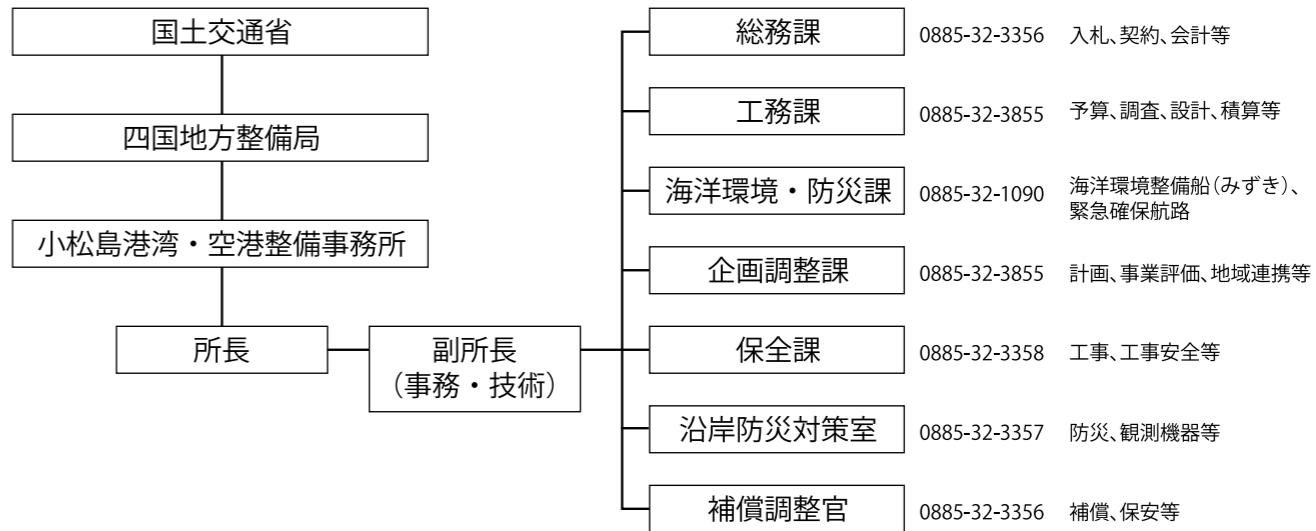 国土交通省
四国地方整備局
小松島港湾・空港整備事務所
所長
副所長
（事務・技術）
総務課 0885-32-3356 入札、契約、会計等
工務課 0885-32-3855 予算、調査、設計、積算等
海洋環境・防災課 0885-32-1090 海洋環境整備船（みずき）、
緊急確保航路
企画調整課 0885-32-3855 計画、事業評価、地域連携等
保全課 0885-32-3358 工事、工事安全等
沿岸防災対策室 0885-32-3357 防災、観測機器等
補償調整官 0885-32-3356 補償、保安等